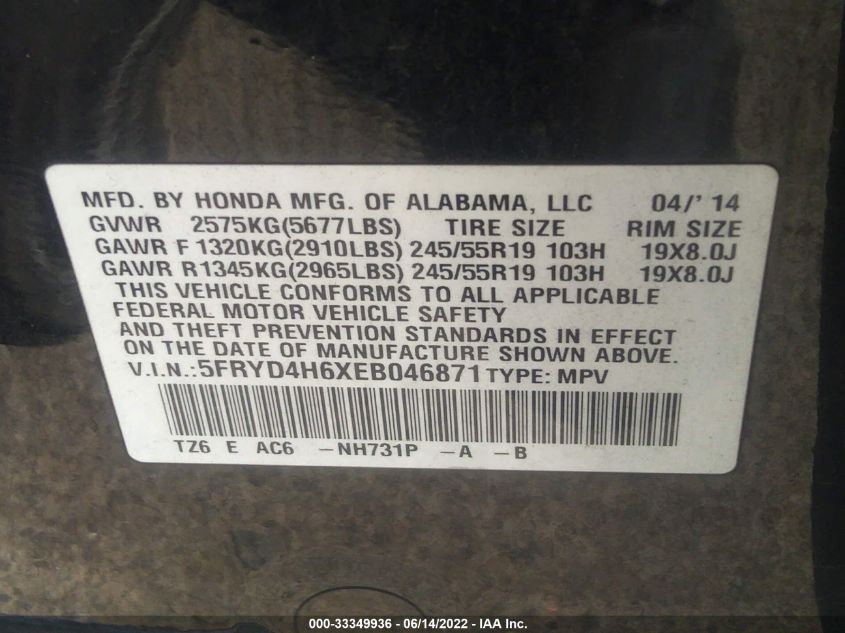 MFD. BY HONDA MFG. OF ALABAMA, LLC 04/' 14
GVWR 2575KG(5677LBS) TIRE SIZE RIM SIZE
GAWR F 1320KG(2910LBS) 245/55R19 103H 19X8.0J
GAWR R1345KG(2965LBS) 245/55R19 103H 19X8.0J
THIS VEHICLE CONFORMS TO ALL APPLICABLE
FEDERAL MOTOR VEHICLE SAFETY
AND THEFT PREVENTION STANDARDS IN EFFECT
ON THE DATE OF MANUFACTURE SHOWN ABOVE.
V.I.N.:5FRYD4H6XEB046871 TYPE: MPV
TZ6 E AC6 -NH731P -A -B
000-33349936 - 06/14/2022 - IAA Inc.